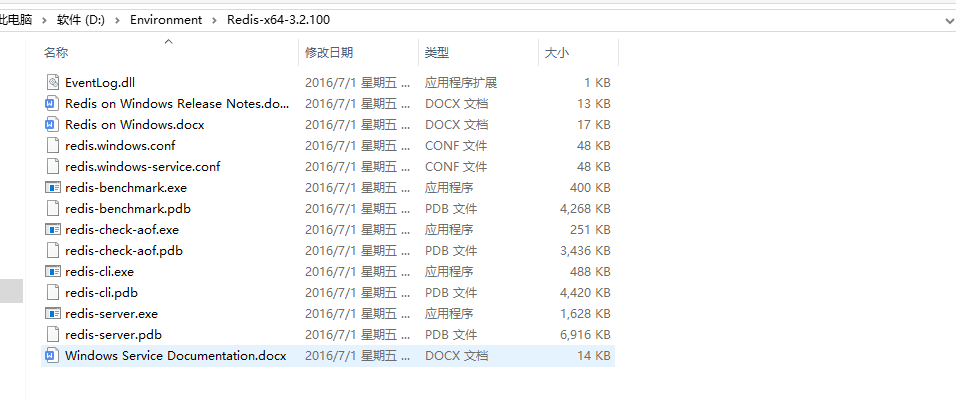 此电脑 › 软件 (D:) › Environment › Redis-x64-3.2.100
名称 修改日期 类型 大小
EventLog.dll 2016/7/1 星期五 ... 应用程序扩展 1 KB
Redis on Windows Release Notes.do... 2016/7/1 星期五 ... DOCX 文档 13 KB
Redis on Windows.docx 2016/7/1 星期五 ... DOCX 文档 17 KB
redis.windows.conf 2016/7/1 星期五 ... CONF 文件 48 KB
redis.windows-service.conf 2016/7/1 星期五 ... CONF 文件 48 KB
redis-benchmark.exe 2016/7/1 星期五 ... 应用程序 400 KB
redis-benchmark.pdb 2016/7/1 星期五 ... PDB 文件 4,268 KB
redis-check-aof.exe 2016/7/1 星期五 ... 应用程序 251 KB
redis-check-aof.pdb 2016/7/1 星期五 ... PDB 文件 3,436 KB
redis-cli.exe 2016/7/1 星期五 ... 应用程序 488 KB
redis-cli.pdb 2016/7/1 星期五 ... PDB 文件 4,420 KB
redis-server.exe 2016/7/1 星期五 ... 应用程序 1,628 KB
redis-server.pdb 2016/7/1 星期五 ... PDB 文件 6,916 KB
Windows Service Documentation.docx 2016/7/1 星期五 ... DOCX 文档 14 KB